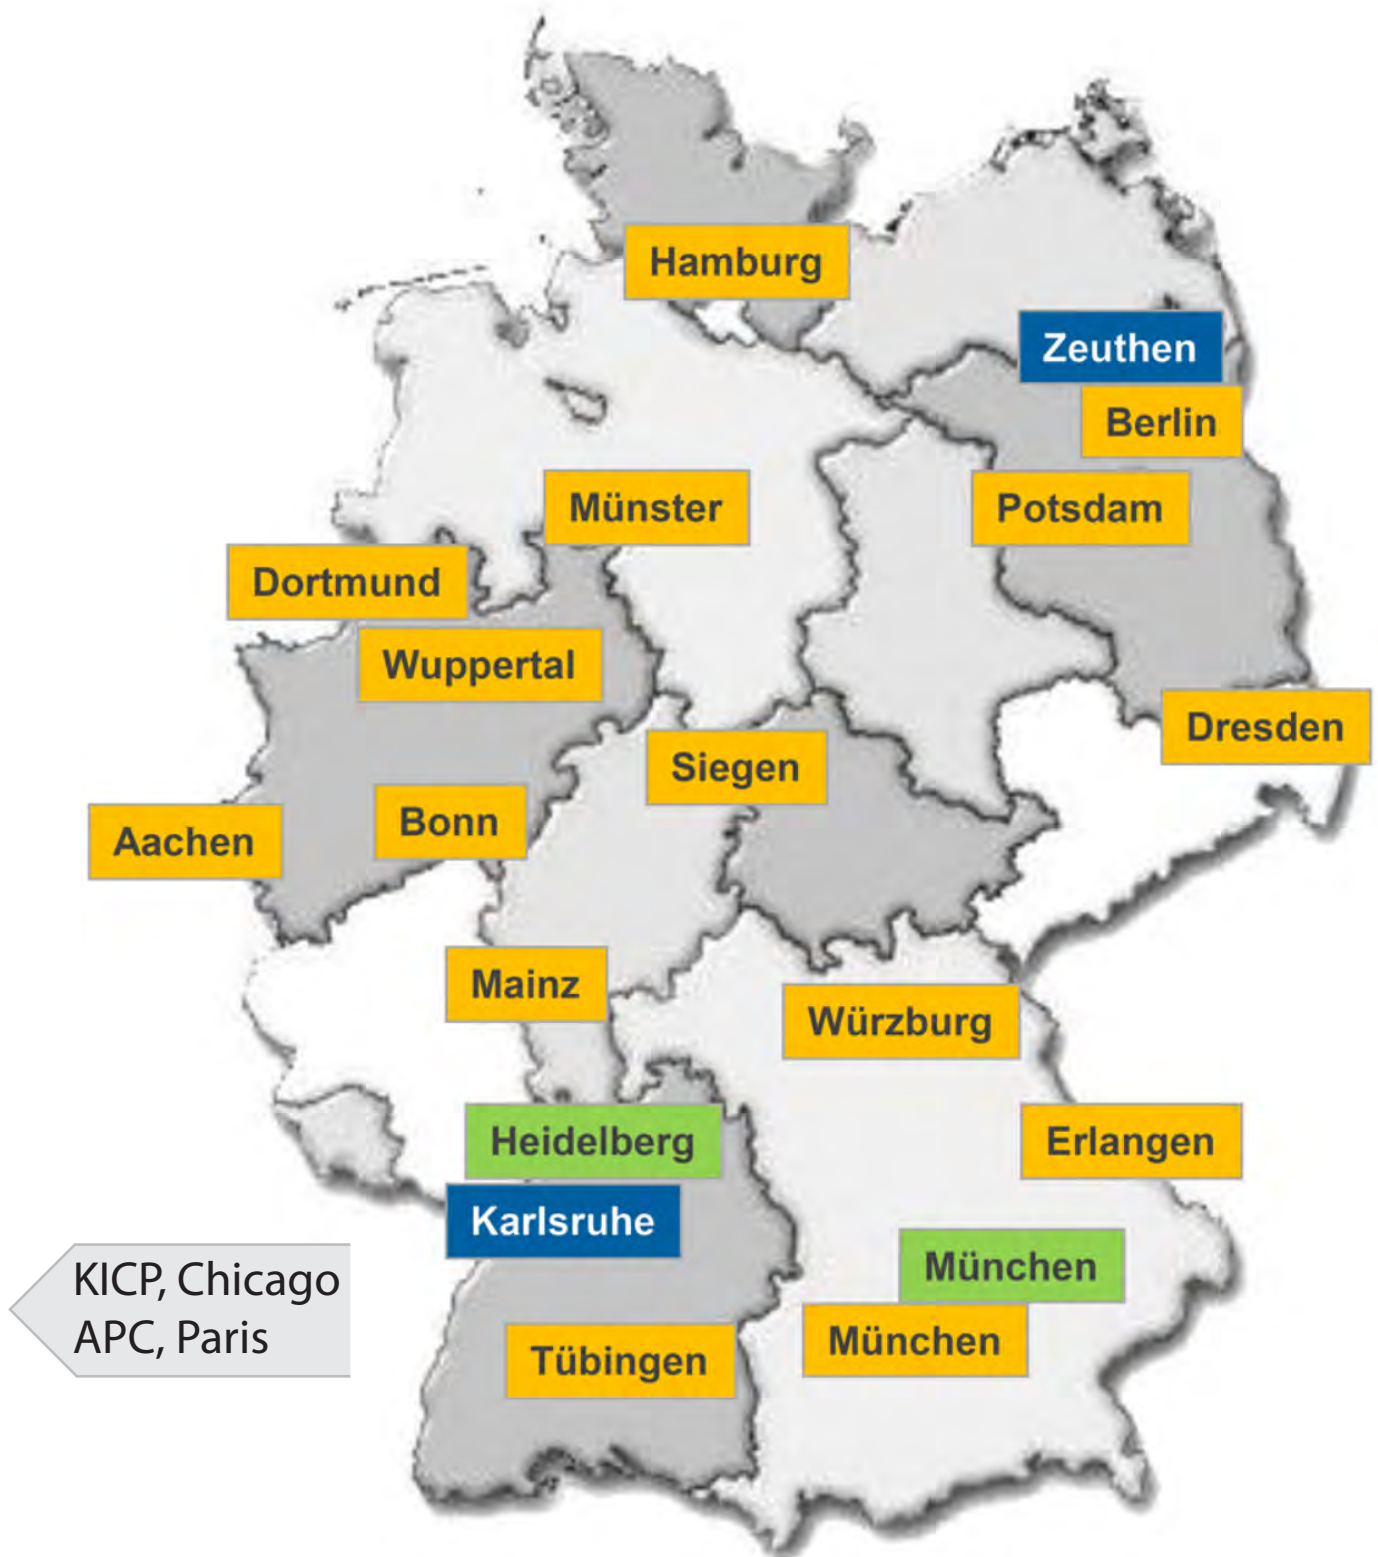 Hamburg
Zeuthen
Berlin
Münster
Potsdam
Dortmund
Wuppertal
Dresden
Siegen
Bonn
Aachen
Mainz
Würzburg
Heidelberg
Erlangen
Karlsruhe
München
KICP, Chicago
APC, Paris
München
Tübingen